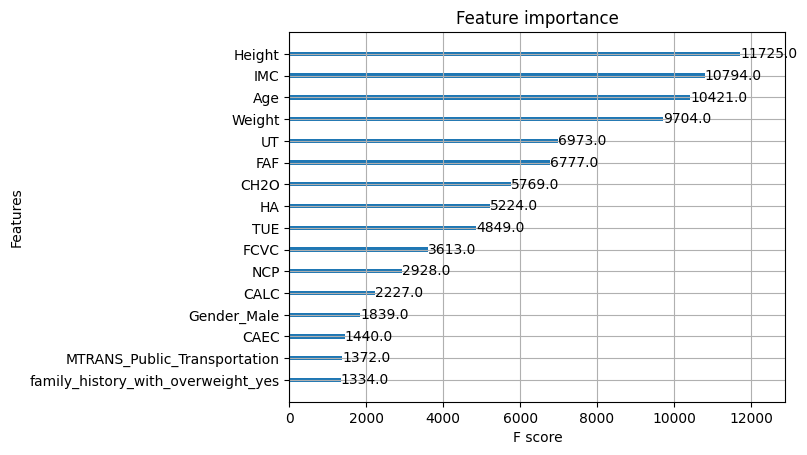 Feature importance
Features
Height 11725.0
IMC 10794.0
Age 10421.0
Weight 9704.0
UT 6973.0
FAF 6777.0
CH2O 5769.0
HA 5224.0
TUE 4849.0
FCVC 3613.0
NCP 2928.0
CALC 2227.0
Gender_Male 1839.0
CAEC 1440.0
MTRANS_Public_Transportation 1372.0
family_history_with_overweight_yes 1334.0
0 2000 4000 6000 8000 10000 12000
F score